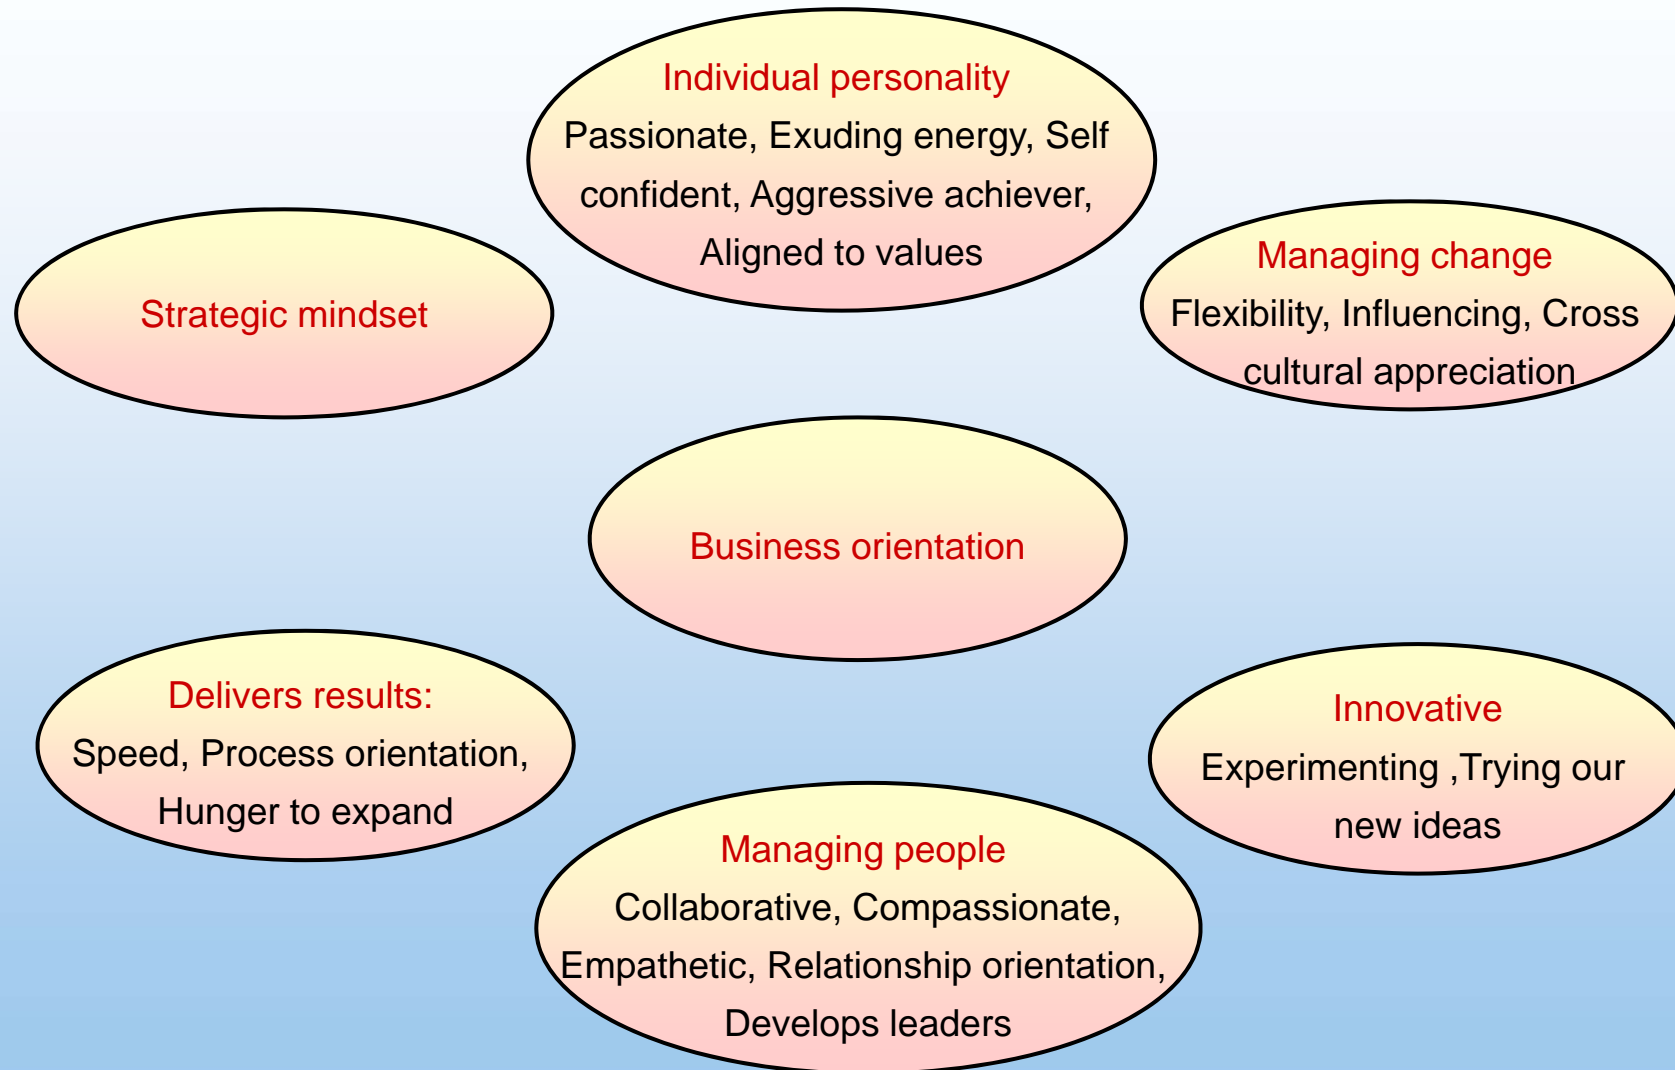 Individual personality
Passionate, Exuding energy, Self
confident, Aggressive achiever,
Aligned to values
Strategic mindset
Managing change
Flexibility, Influencing, Cross
cultural appreciation
Business orientation
Delivers results:
Speed, Process orientation,
Hunger to expand
Innovative
Experimenting ,Trying our
new ideas
Managing people
Collaborative, Compassionate,
Empathetic, Relationship orientation,
Develops leaders